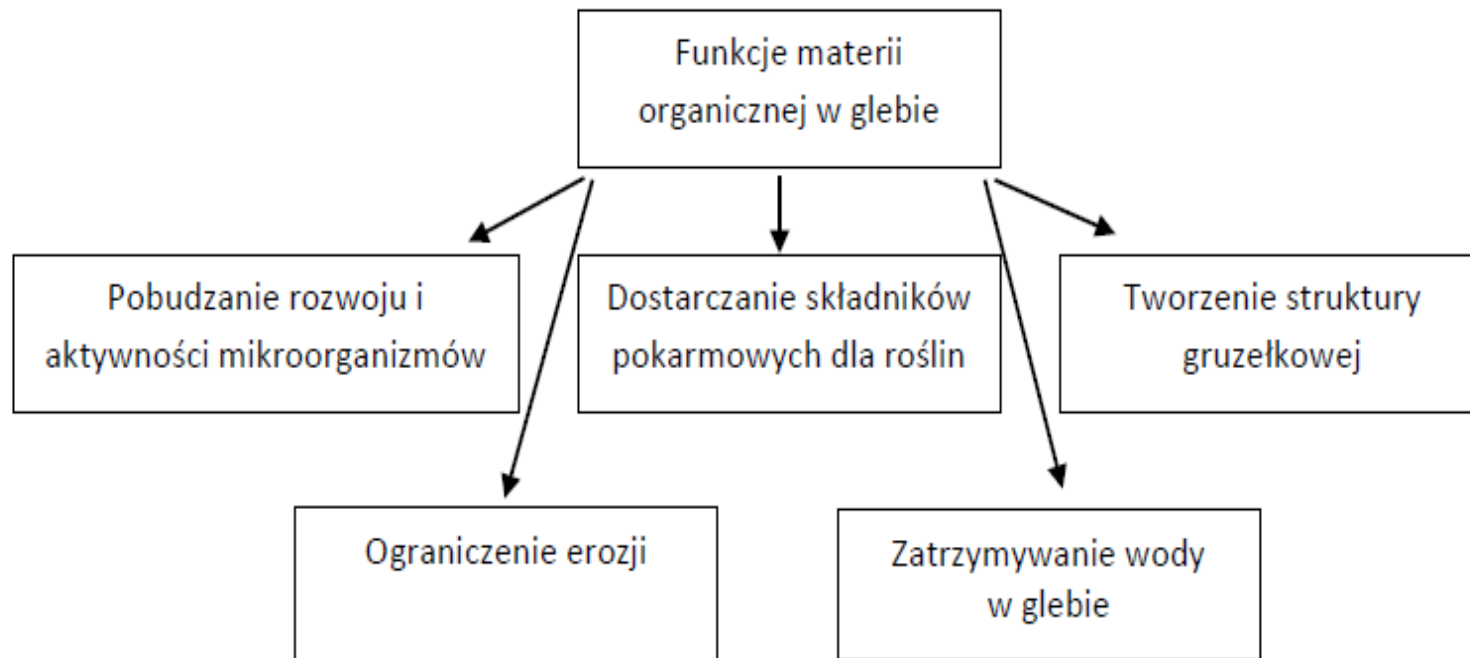 Funkcje materii
organicznej w glebie
Pobudzanie rozwoju i
aktywności mikroorganizmów
Dostarczanie składników
pokarmowych dla roślin
Tworzenie struktury
gruzełkowej
Ograniczenie erozji
Zatrzymywanie wody
w glebie